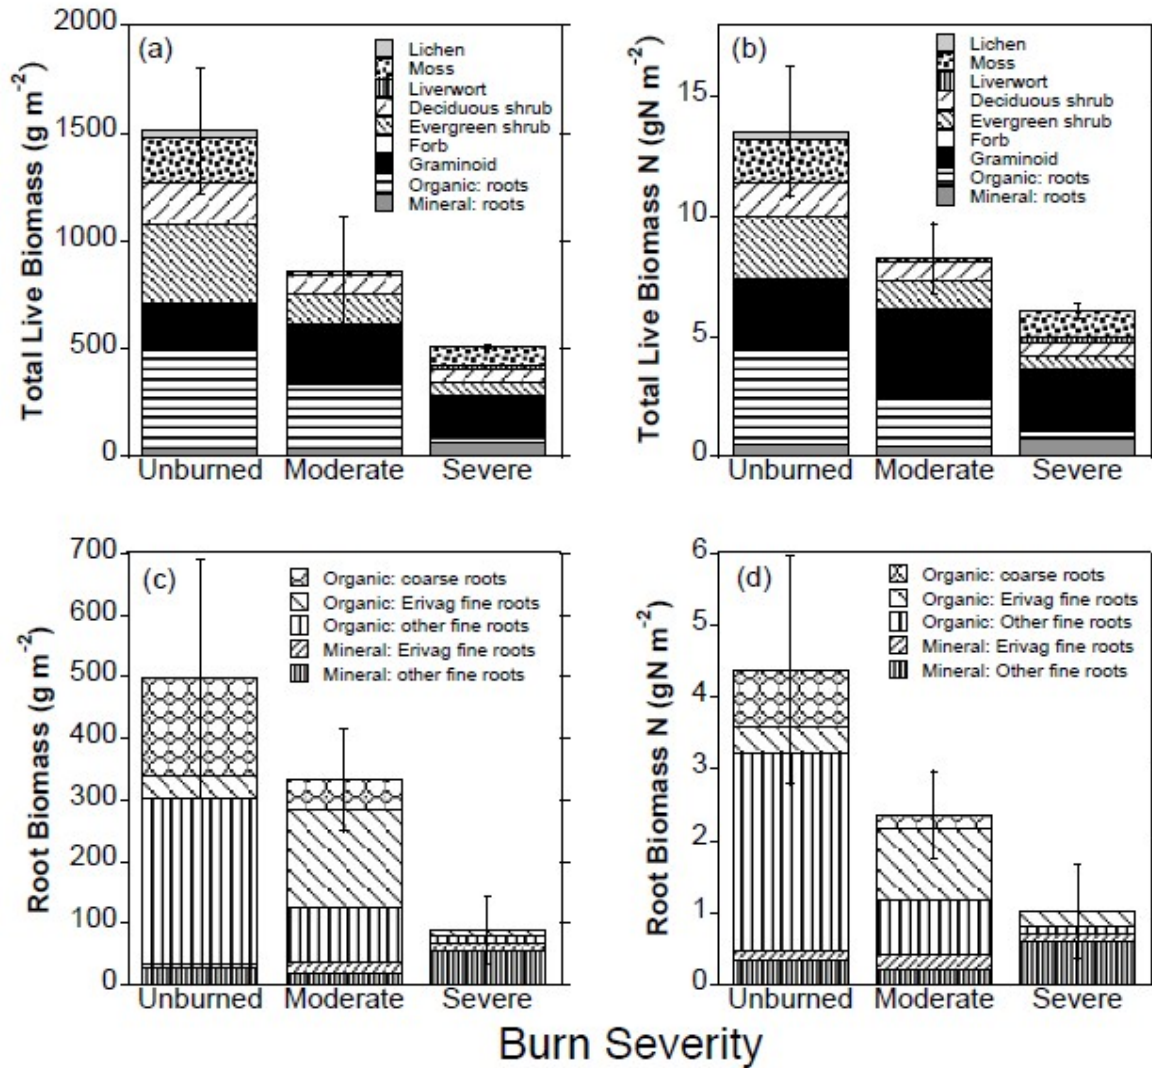 2000
1500
1000
500
0
Total Live Biomass (g m-2)
(a)
Lichen
Moss
Liverwort
Deciduous shrub
Evergreen shrub
Forb
Graminoid
Organic: roots
Mineral: roots
Unburned Moderate Severe
15
10
5
0
Total Live Biomass N (gN m-2)
(b)
Lichen
Moss
Liverwort
Deciduous shrub
Evergreen shrub
Forb
Graminoid
Organic: roots
Mineral: roots
Unburned Moderate Severe
700
600
500
400
300
200
100
0
Root Biomass (g m-2)
(c)
Organic: coarse roots
Organic: Erivag fine roots
Organic: other fine roots
Mineral: Erivag fine roots
Mineral: other fine roots
Unburned Moderate Severe
6
5
4
3
2
1
0
Root Biomass N (gN m-2)
(d)
Organic: coarse roots
Organic: Erivag fine roots
Organic: Other fine roots
Mineral: Erivag fine roots
Mineral: Other fine roots
Unburned Moderate Severe
Burn Severity